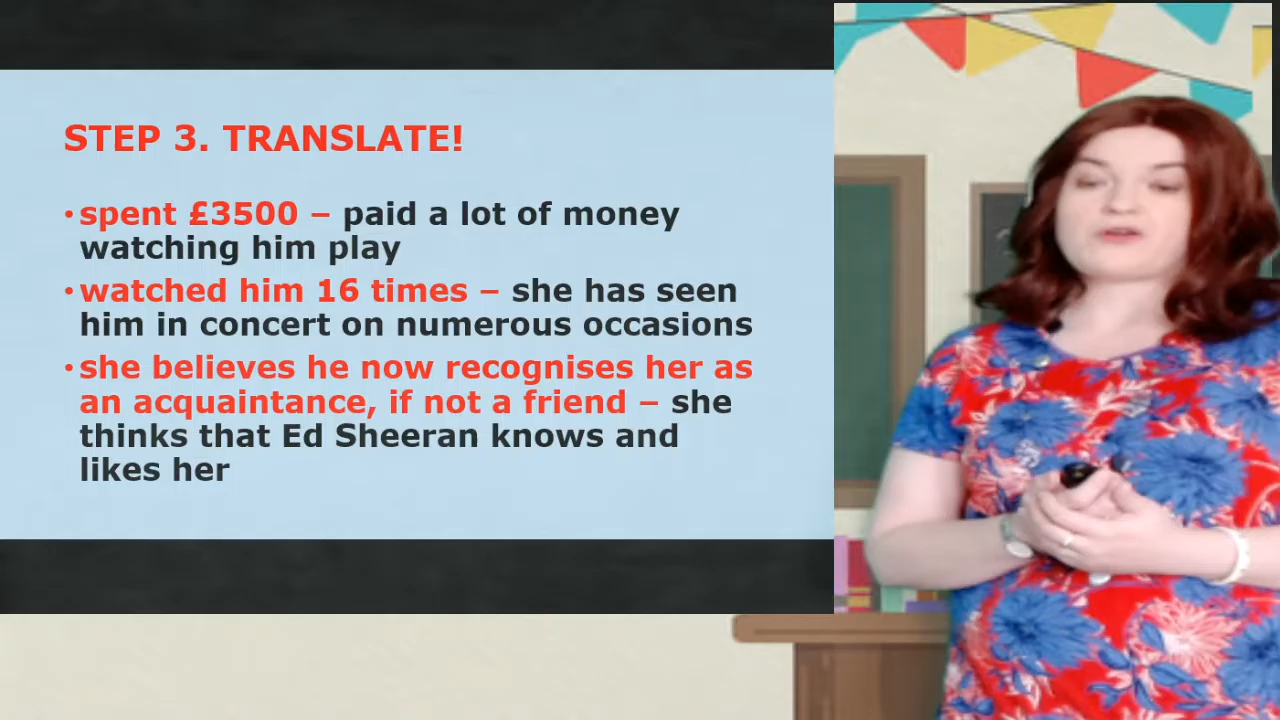 STEP 3. TRANSLATE!
•spent £3500 – paid a lot of money
watching him play
•watched him 16 times – she has seen
him in concert on numerous occasions
•she believes he now recognises her as
an acquaintance, if not a friend – she
thinks that Ed Sheeran knows and
likes her